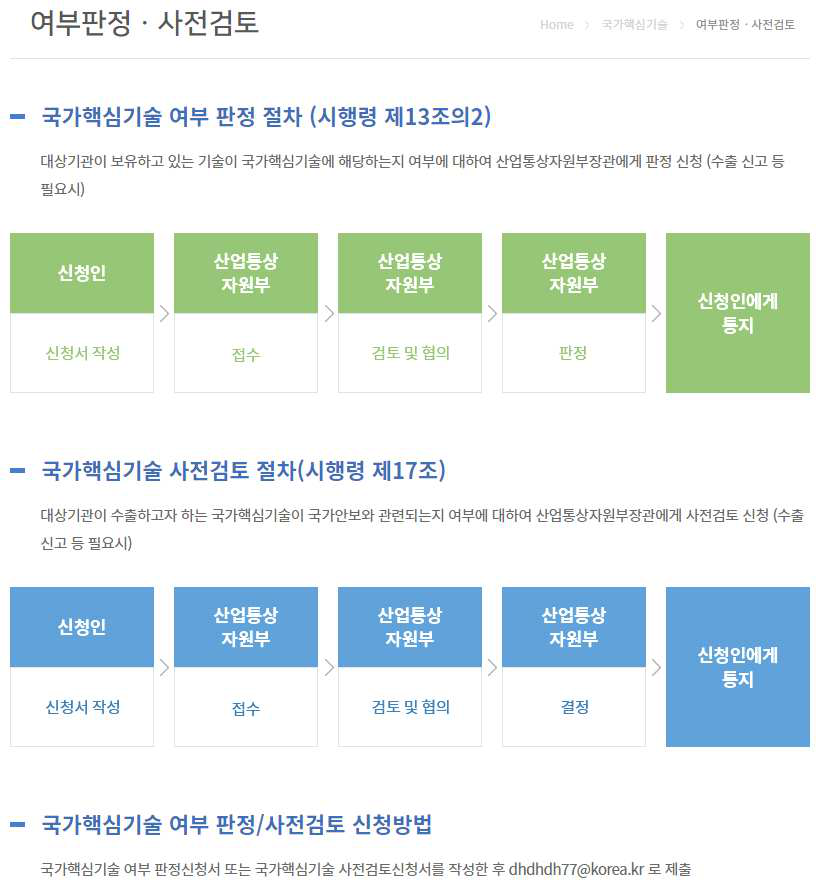 여부판정 · 사전검토
Home > 국가핵심기술 > 여부판정 · 사전검토
국가핵심기술 여부 판정 절차 (시행령 제13조의2)
대상기관이 보유하고 있는 기술이 국가핵심기술에 해당하는지 여부에 대하여 산업통상자원부장관에게 판정 신청 (수출 신고 등
필요시)
신청인
신청서 작성
산업통상
자원부
접수
산업통상
자원부
검토 및 협의
산업통상
자원부
판정
신청인에게
통지
국가핵심기술 사전검토 절차(시행령 제17조)
대상기관이 수출하고자 하는 국가핵심기술이 국가안보와 관련되는지 여부에 대하여 산업통상자원부장관에게 사전검토 신청 (수출
신고 등 필요시)
신청인
신청서 작성
산업통상
자원부
접수
산업통상
자원부
검토 및 협의
산업통상
자원부
결정
신청인에게
통지
국가핵심기술 여부 판정/사전검토 신청방법
국가핵심기술 여부 판정신청서 또는 국가핵심기술 사전검토신청서를 작성한 후 dhdhdh77@korea.kr 로 제출